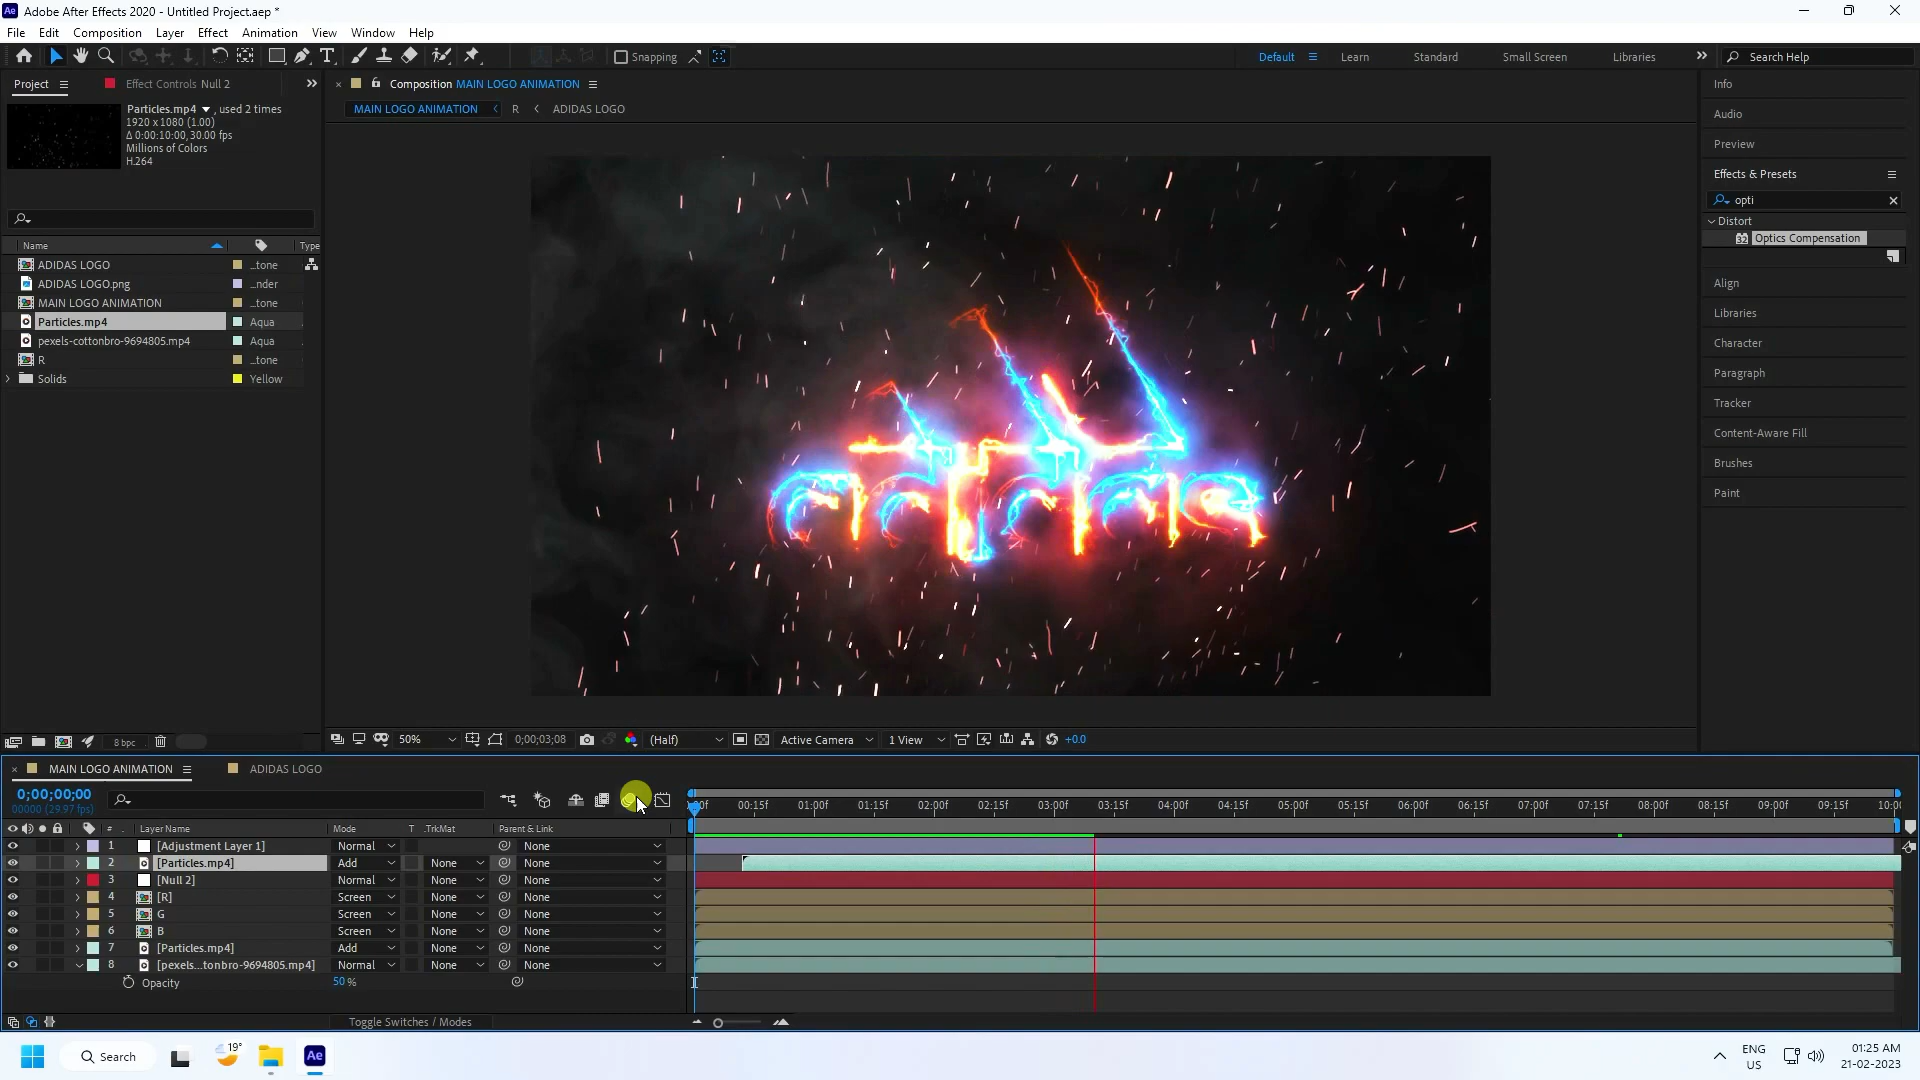 Adobe After Effects 2020 - Untitled Project.aep *
File Edit Composition Layer Effect Animation View Window Help
Snapping Default Learn Standard Small Screen Libraries Search Help
Project Effect Controls Null 2
Composition MAIN LOGO ANIMATION
MAIN LOGO ANIMATION R ADIDAS LOGO
Particles.mp4 , used 2 times
1920 x 1080 (1.00)
Δ 0:00:10:00, 30.00 fps
Millions of Colors
H.264
Name Type
ADIDAS LOGO ..tone
ADIDAS LOGO.png ..nder
MAIN LOGO ANIMATION ..tone
Particles.mp4 Aqua
pexels-cottonbro-9694805.mp4 Aqua
R ..tone
Solids Yellow
8 bpc
adidas
50% 0;00;03;08 (Half) Active Camera 1 View +0.0
Info
Audio
Preview
Effects & Presets
opti
Distort
32 Optics Compensation
Align
Libraries
Character
Paragraph
Tracker
Content-Aware Fill
Brushes
Paint
MAIN LOGO ANIMATION ADIDAS LOGO
0;00;00;00
00000 (29.97 fps)
00f 00:15f 01:00f 01:15f 02:00f 02:15f 03:00f 03:15f 04:00f 04:15f 05:00f 05:15f 06:00f 06:15f 07:00f 07:15f 08:00f 08:15f 09:00f 09:15f 10:00
# Layer Name Mode T .TrkMat Parent & Link
1 [Adjustment Layer 1] Normal None
2 [Particles.mp4] Add None None
3 [Null 2] Normal None None
4 [R] Screen None None
5 G Screen None None
6 B Screen None None
7 [Particles.mp4] Add None None
8 [pexels...tonbro-9694805.mp4] Normal None None
Opacity 50 %
Toggle Switches / Modes
Search 19° Ae
ENG
US
01:25 AM
21-02-2023